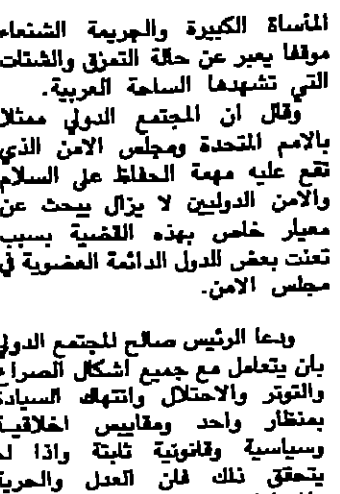 المأساة الكبيرة والجريمة الشنعاء
موقفا يعبر عن حالة التمزق والشتات
التي تشهدها الساحة العربية.
وقال ان المجتمع الدولي ممثلا
بالامم المتحدة ومجلس الامن الذي
تقع عليه مهمة الحفاظ على السلام
والامن الدوليين لا يزال يبحث عن
معيار خاص بهذه القضية بسبب
تعنت بعض الدول الدائمة العضوية في
مجلس الامن.
ودعا الرئيس صالح المجتمع الدولي
بان يتعامل مع جميع اشكال الصراع
والتوتر والاحتلال وانتهاك السيادة
بمنظار واحد ومقاييس اخلاقية
وسياسية وقانونية ثابتة واذا لم
يتحقق ذلك فان العدل والحرية